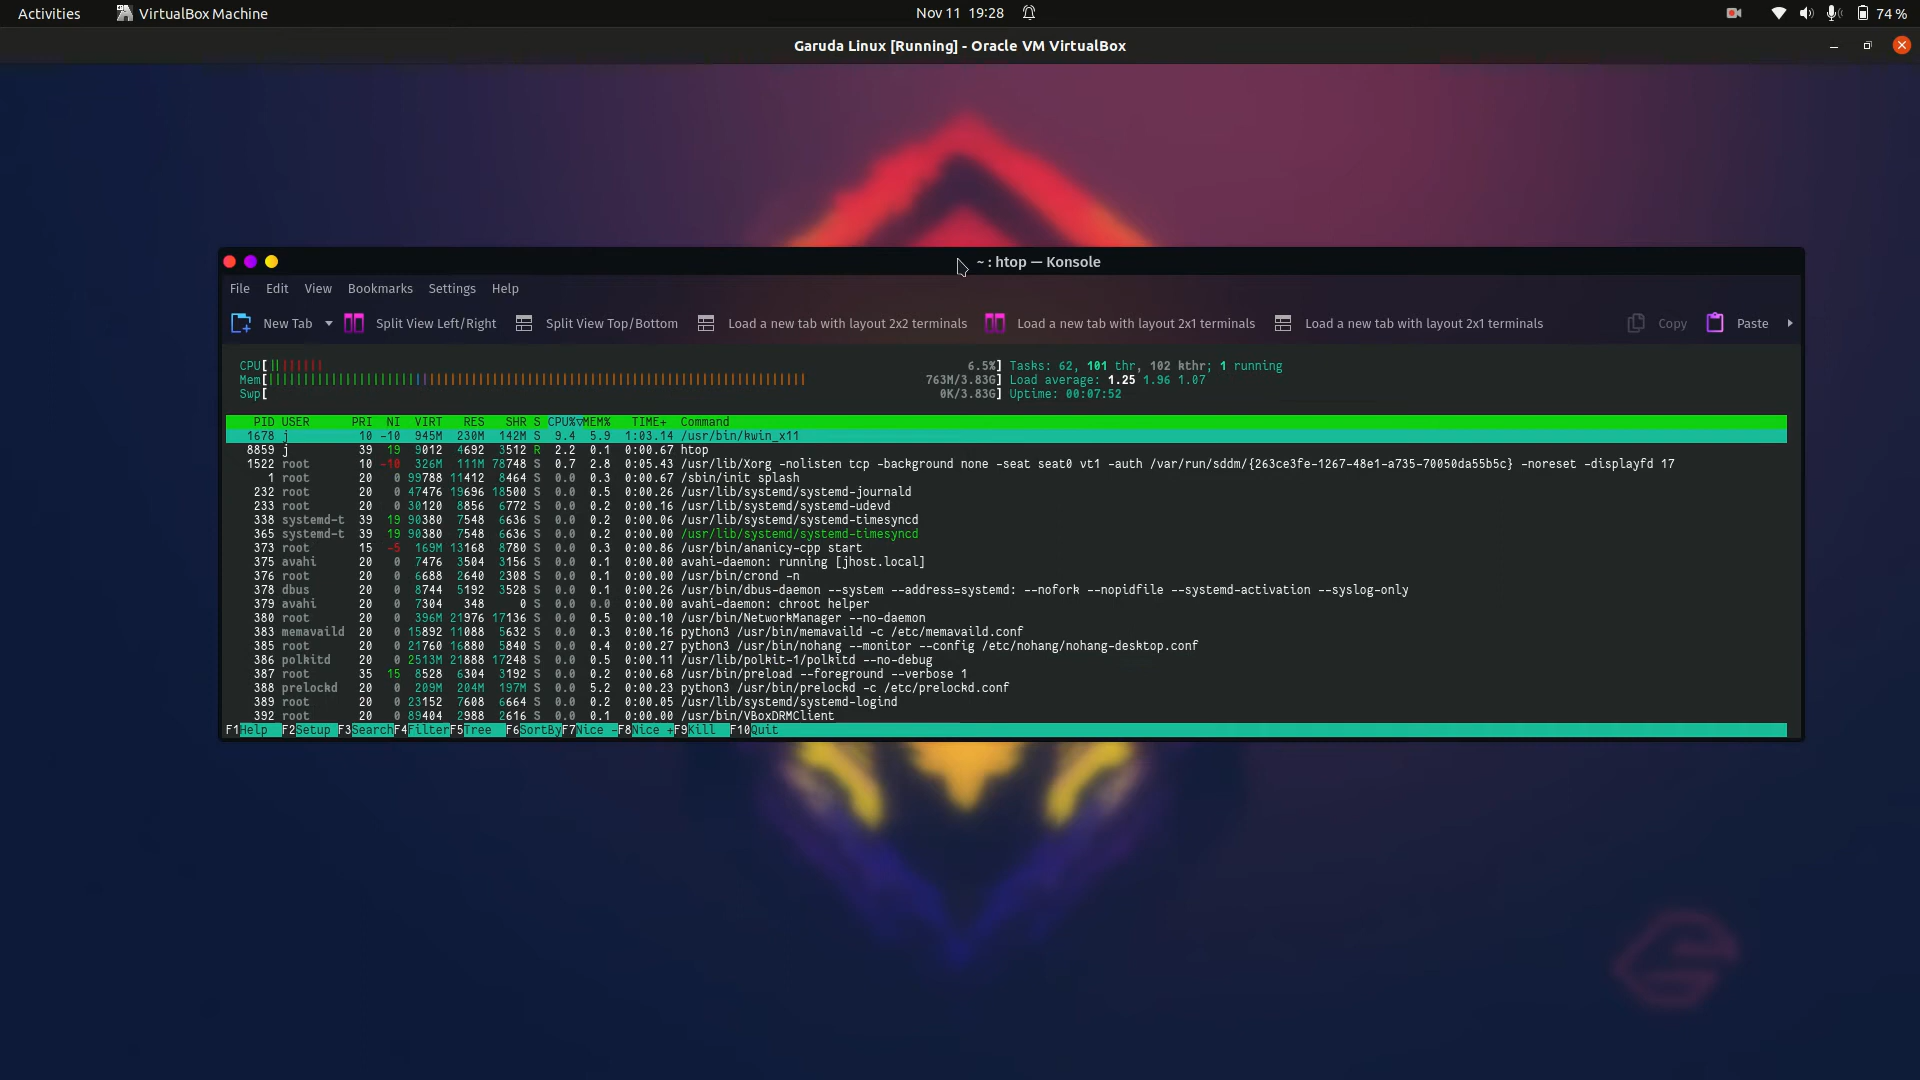 Activities VirtualBox Machine Nov 11 19:28 74 %
Garuda Linux [Running] - Oracle VM VirtualBox
~ : htop — Konsole
File Edit View Bookmarks Settings Help
New Tab Split View Left/Right Split View Top/Bottom Load a new tab with layout 2x2 terminals Load a new tab with layout 2x1 terminals Load a new tab with layout 2x1 terminals Copy Paste
CPU[|||||||| 6.5%] Tasks: 62, 101 thr, 102 kthr; 1 running
Mem[|||||||||||||||||||||||||||||||||||||||||||||||||||||||||||||||||||||||||||| 763M/3.83G] Load average: 1.25 1.96 1.07
Swp[ 0K/3.83G] Uptime: 00:07:52
PID USER PRI NI VIRT RES SHR S CPU%▽MEM% TIME+ Command
1678 j 10 -10 945M 230M 142M S 9.4 5.9 1:03.14 /usr/bin/kwin_x11
8859 j 39 19 9012 4692 3512 R 2.2 0.1 0:00.67 htop
1522 root 10 -10 326M 111M 78748 S 0.7 2.8 0:05.43 /usr/lib/Xorg -nolisten tcp -background none -seat seat0 vt1 -auth /var/run/sddm/{263ce3fe-1267-48e1-a735-70050da55b5c} -noreset -displayfd 17
1 root 20 0 99788 11412 8464 S 0.0 0.3 0:00.67 /sbin/init splash
232 root 20 0 47476 19696 18500 S 0.0 0.5 0:00.26 /usr/lib/systemd/systemd-journald
233 root 20 0 30120 8856 6772 S 0.0 0.2 0:00.16 /usr/lib/systemd/systemd-udevd
338 systemd-t 39 19 90380 7548 6636 S 0.0 0.2 0:00.06 /usr/lib/systemd/systemd-timesyncd
365 systemd-t 39 19 90380 7548 6636 S 0.0 0.2 0:00.00 /usr/lib/systemd/systemd-timesyncd
373 root 15 -5 169M 13168 8780 S 0.0 0.3 0:00.86 /usr/bin/ananicy-cpp start
375 avahi 20 0 7476 3504 3156 S 0.0 0.1 0:00.00 avahi-daemon: running [jhost.local]
376 root 20 0 6688 2640 2308 S 0.0 0.1 0:00.00 /usr/bin/crond -n
378 dbus 20 0 8744 5192 3528 S 0.0 0.1 0:00.26 /usr/bin/dbus-daemon --system --address=systemd: --nofork --nopidfile --systemd-activation --syslog-only
379 avahi 20 0 7304 348 0 S 0.0 0.0 0:00.00 avahi-daemon: chroot helper
380 root 20 0 396M 21976 17136 S 0.0 0.5 0:00.10 /usr/bin/NetworkManager --no-daemon
383 memavaild 20 0 15892 11088 5632 S 0.0 0.3 0:00.16 python3 /usr/bin/memavaild -c /etc/memavaild.conf
385 root 20 0 21760 16880 5840 S 0.0 0.4 0:00.27 python3 /usr/bin/nohang --monitor --config /etc/nohang/nohang-desktop.conf
386 polkitd 20 0 2513M 21888 17248 S 0.0 0.5 0:00.11 /usr/lib/polkit-1/polkitd --no-debug
387 root 35 15 8528 6304 3192 S 0.0 0.2 0:00.68 /usr/bin/preload --foreground --verbose 1
388 prelockd 20 0 209M 204M 197M S 0.0 5.2 0:00.23 python3 /usr/bin/prelockd -c /etc/prelockd.conf
389 root 20 0 23152 7608 6664 S 0.0 0.2 0:00.05 /usr/lib/systemd/systemd-logind
392 root 20 0 89404 2988 2616 S 0.0 0.1 0:00.00 /usr/bin/VBoxDRMClient
F1Help F2Setup F3SearchF4FilterF5Tree F6SortByF7Nice -F8Nice +F9Kill F10Quit